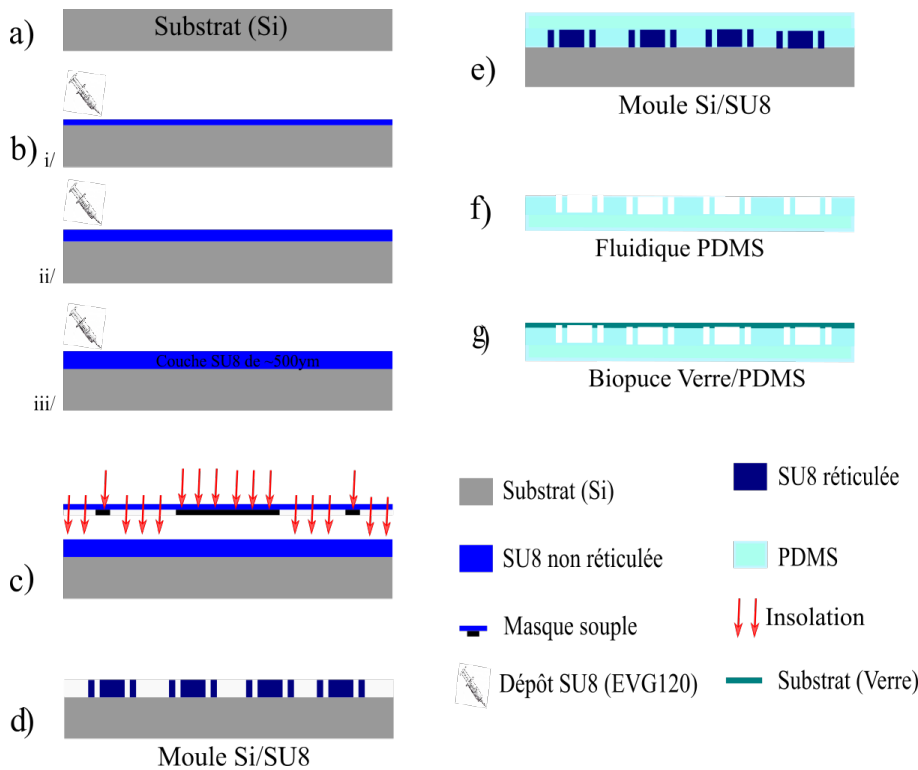 a)
Substrat (Si)
b) i/
ii/
Couche SU8 de ~500ym
iii/
c)
d)
Moule Si/SU8
e)
Moule Si/SU8
f)
Fluidique PDMS
g)
Biopuce Verre/PDMS
Substrat (Si)
SU8 réticulée
SU8 non réticulée
PDMS
Masque souple
Insolation
Dépôt SU8 (EVG120)
Substrat (Verre)